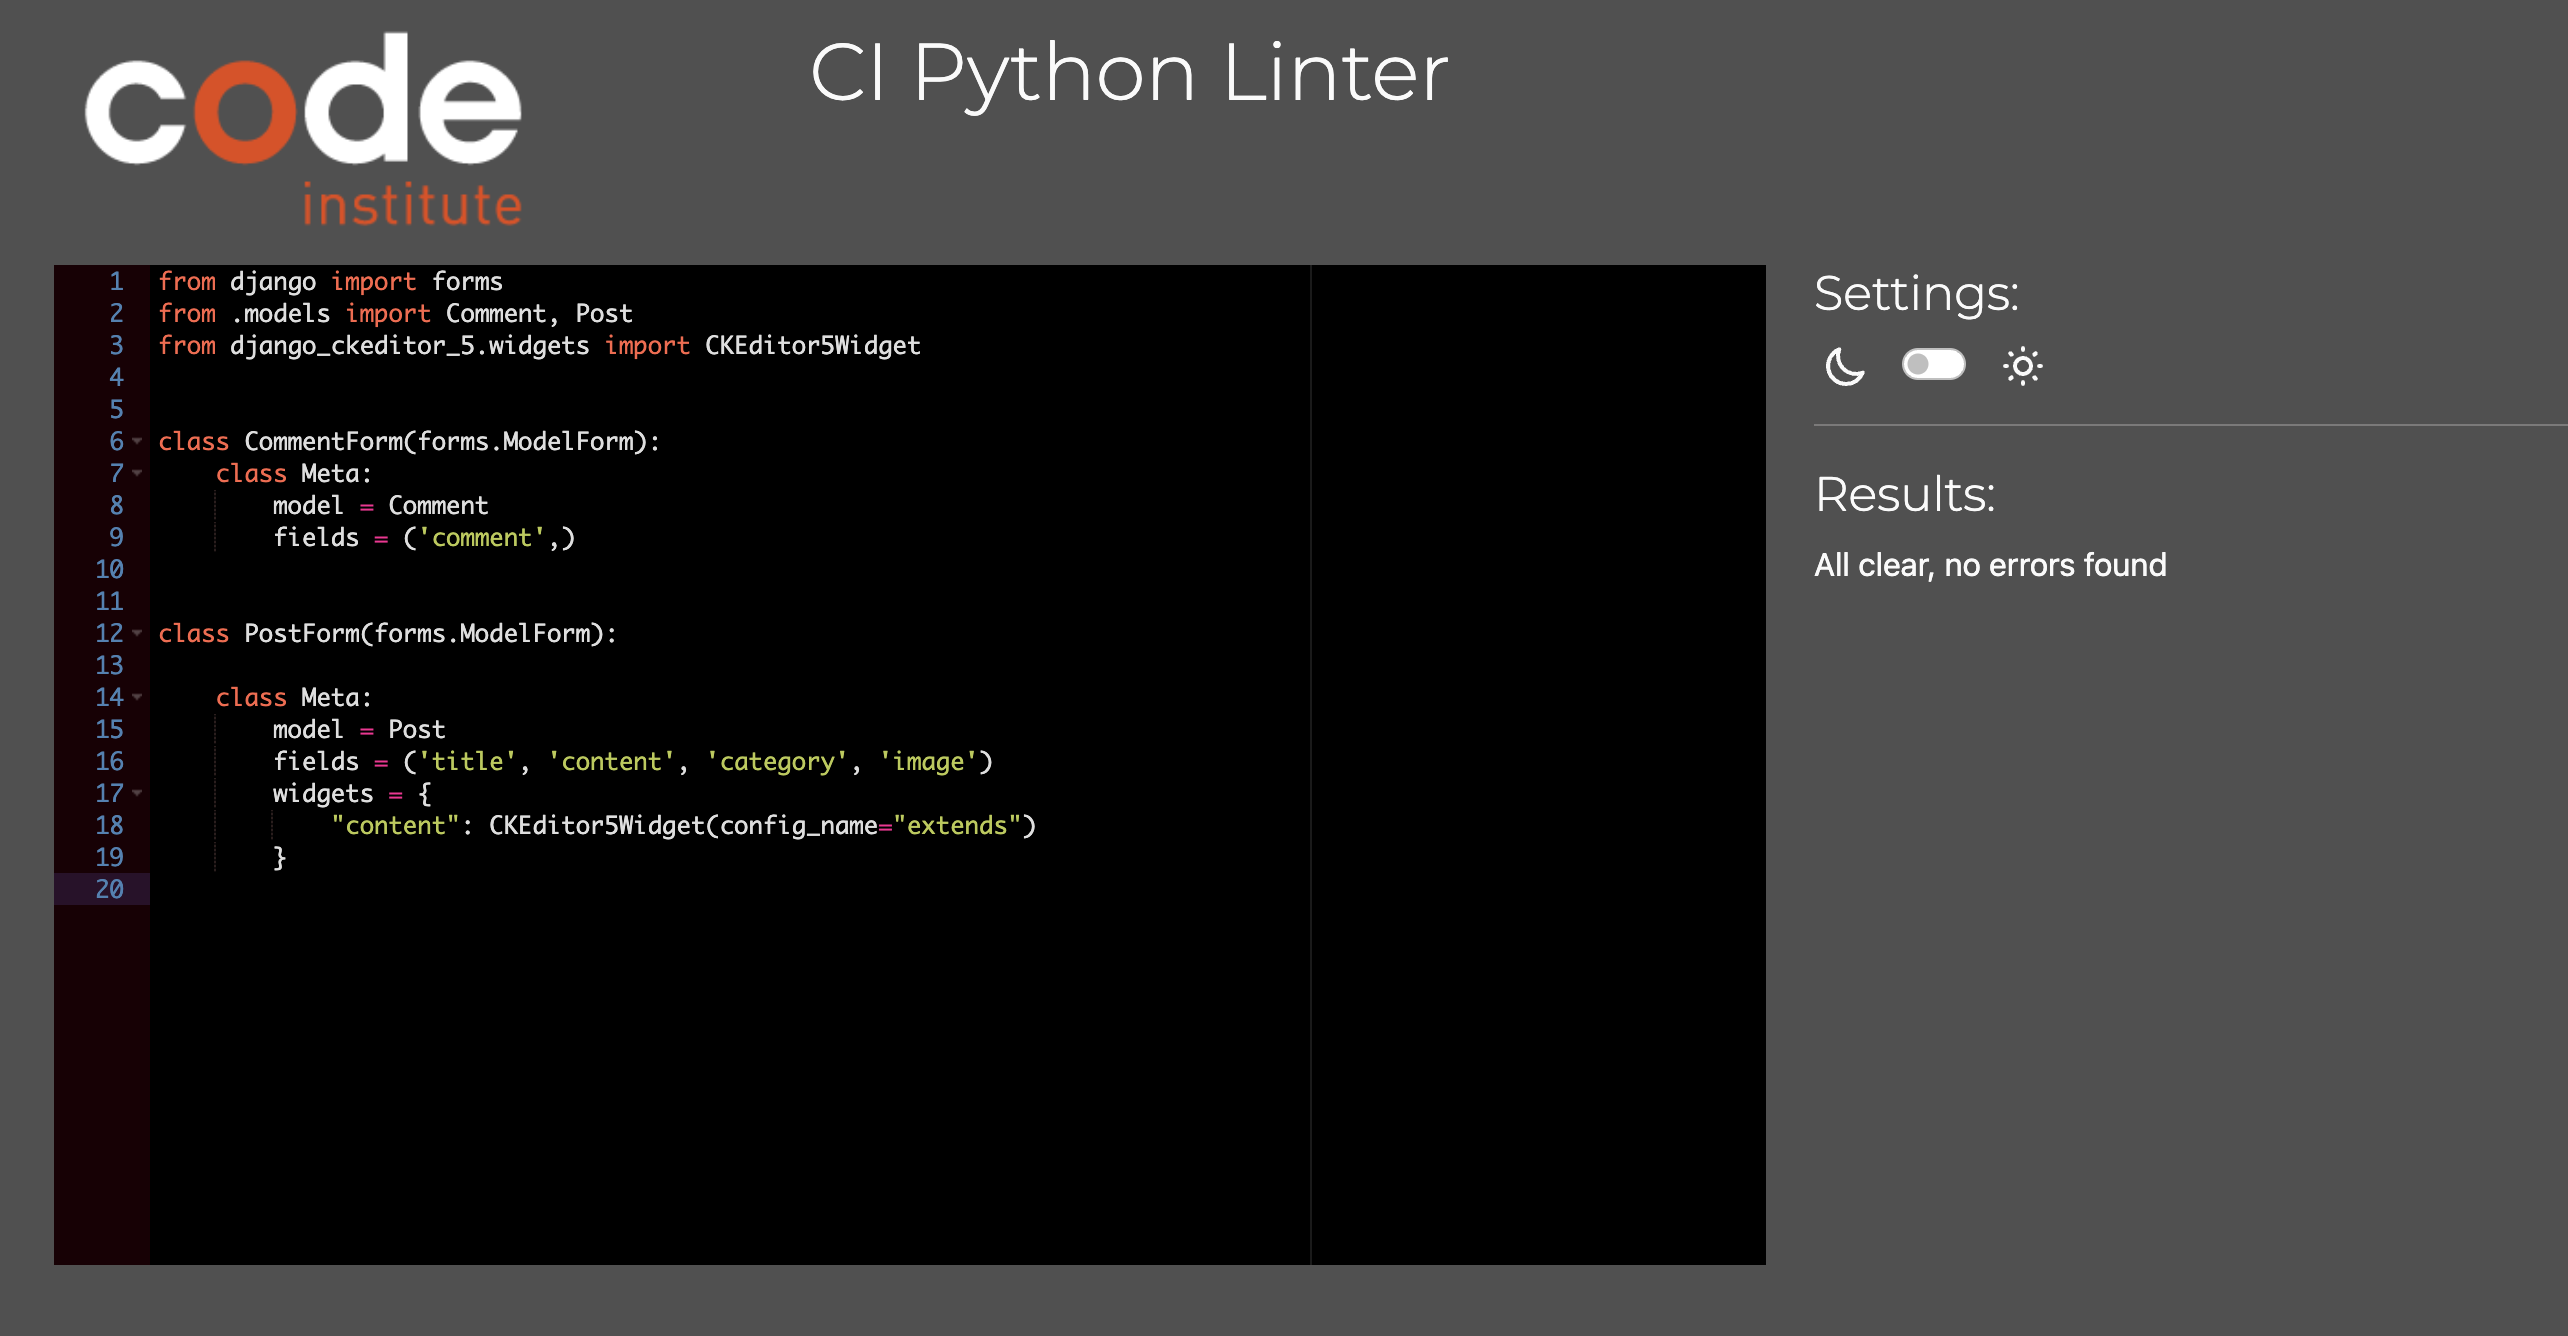 code
institute
CI Python Linter
1 from django import forms
2 from .models import Comment, Post
3 from django_ckeditor_5.widgets import CKEditor5Widget
4
5
6 class CommentForm(forms.ModelForm):
7     class Meta:
8         model = Comment
9         fields = ('comment',)
10
11
12 class PostForm(forms.ModelForm):
13
14     class Meta:
15         model = Post
16         fields = ('title', 'content', 'category', 'image')
17         widgets = {
18             "content": CKEditor5Widget(config_name="extends")
19         }
20
Settings:
Results:
All clear, no errors found